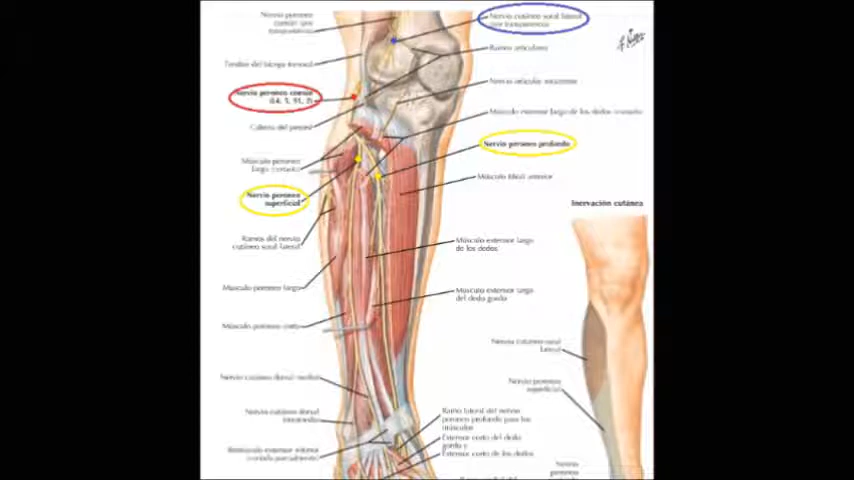 Nervio peroneo
común (por
transparencia)
Nervio cutáneo sural lateral
(por transparencia)
Ramos articulares
Tendón del bíceps femoral
Nervio articular recurrente
Nervio peroneo común
(L4, 5, S1, 2)
Músculo extensor largo de los dedos (cortado)
Cabeza del peroné
Nervio peroneo profundo
Músculo peroneo
largo (cortado)
Músculo tibial anterior
Nervio peroneo
superficial
Inervación cutánea
Ramos del nervio
cutáneo sural lateral
Músculo extensor largo
de los dedos
Músculo peroneo largo
Músculo extensor largo
del dedo gordo
Músculo peroneo corto
Nervio cutáneo sural
lateral
Nervio cutáneo dorsal medial
Nervio peroneo
superficial
Nervio cutáneo dorsal
intermedio
Ramo lateral del nervio
peroneo profundo para los
músculos
Extensor corto del dedo
gordo y
Extensor corto de los dedos
Retináculo extensor inferior
(cortado parcialmente)
Nervio
peroneo